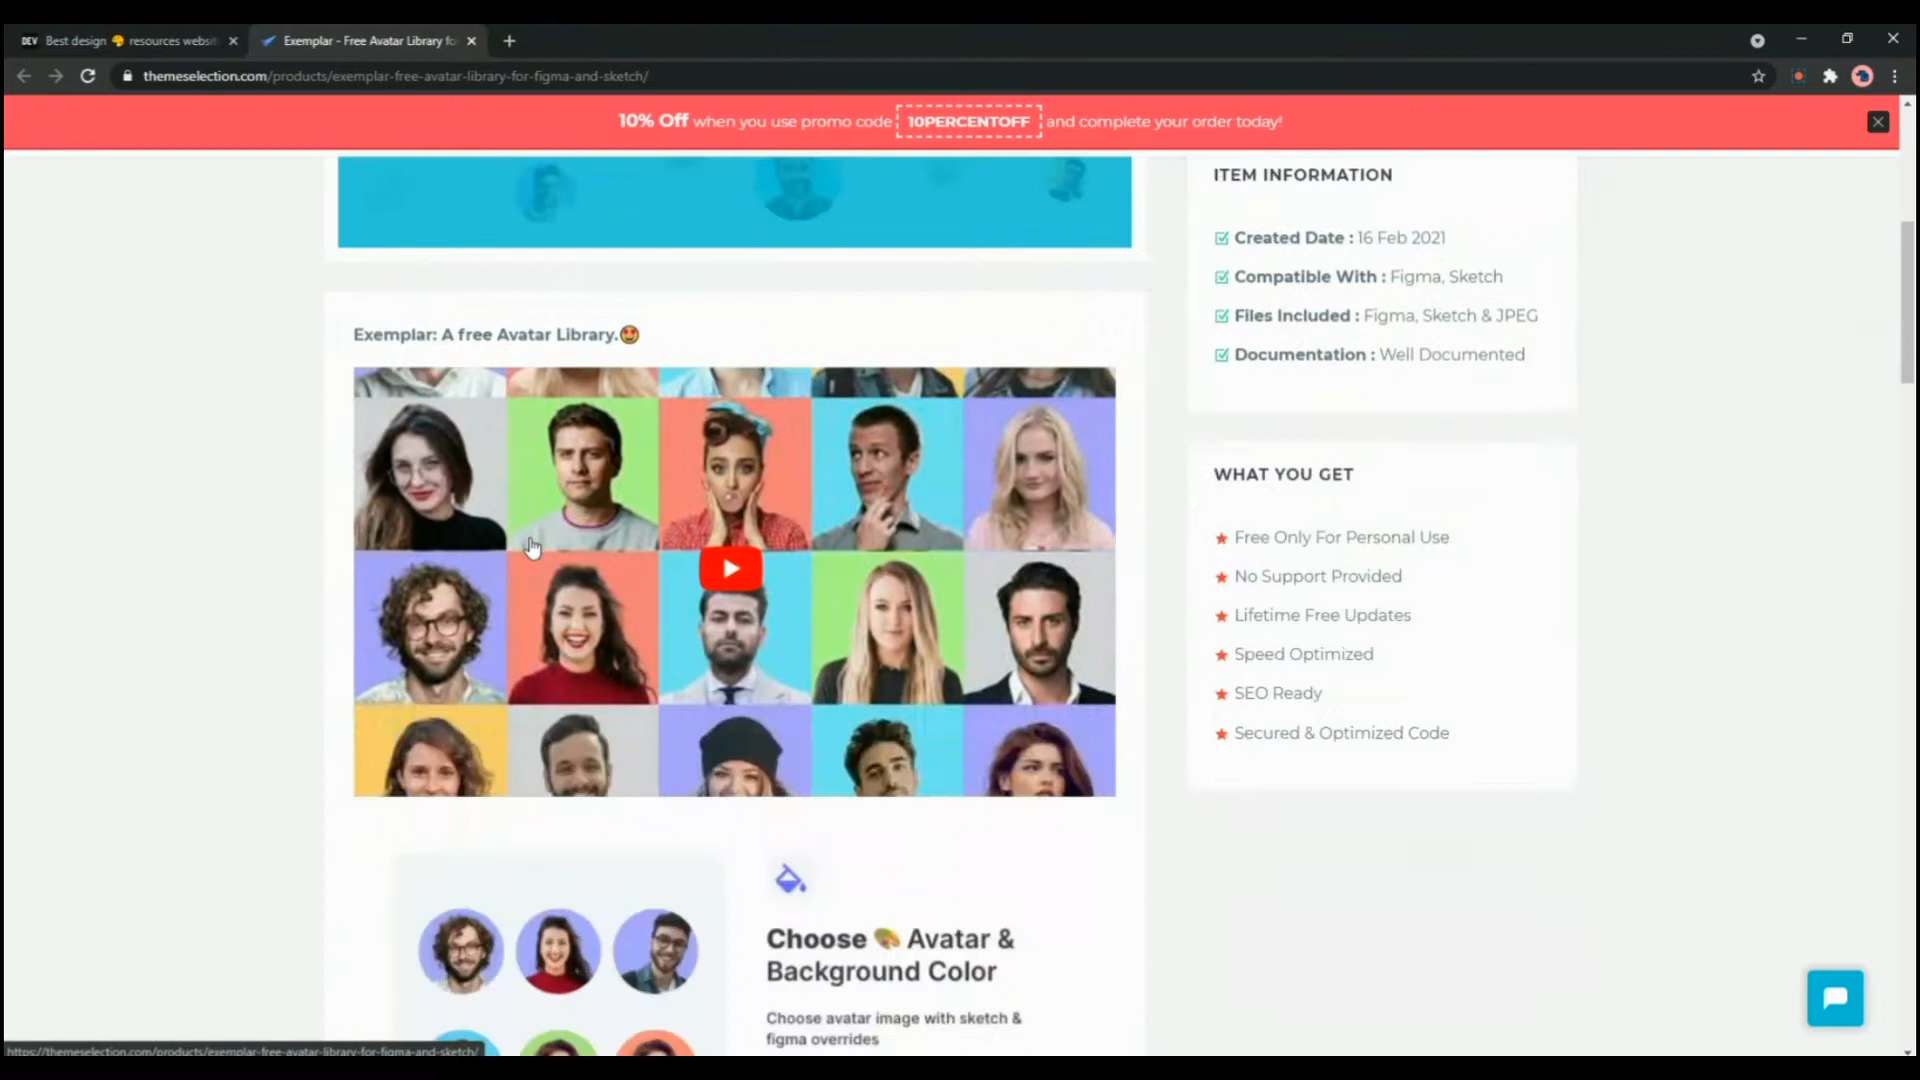 DEV Best design 🎨 resources websit
Exemplar - Free Avatar Library fo
themeselection.com/products/exemplar-free-avatar-library-for-figma-and-sketch/
10% Off when you use promo code 10PERCENTOFF and complete your order today!
ITEM INFORMATION
Created Date : 16 Feb 2021
Compatible With : Figma, Sketch
Files Included : Figma, Sketch & JPEG
Documentation : Well Documented
Exemplar: A free Avatar Library.🤩
WHAT YOU GET
Free Only For Personal Use
No Support Provided
Lifetime Free Updates
Speed Optimized
SEO Ready
Secured & Optimized Code
Choose 🎨 Avatar &
Background Color
Choose avatar image with sketch &
figma overrides
https://themeselection.com/products/exemplar-free-avatar-library-for-figma-and-sketch/